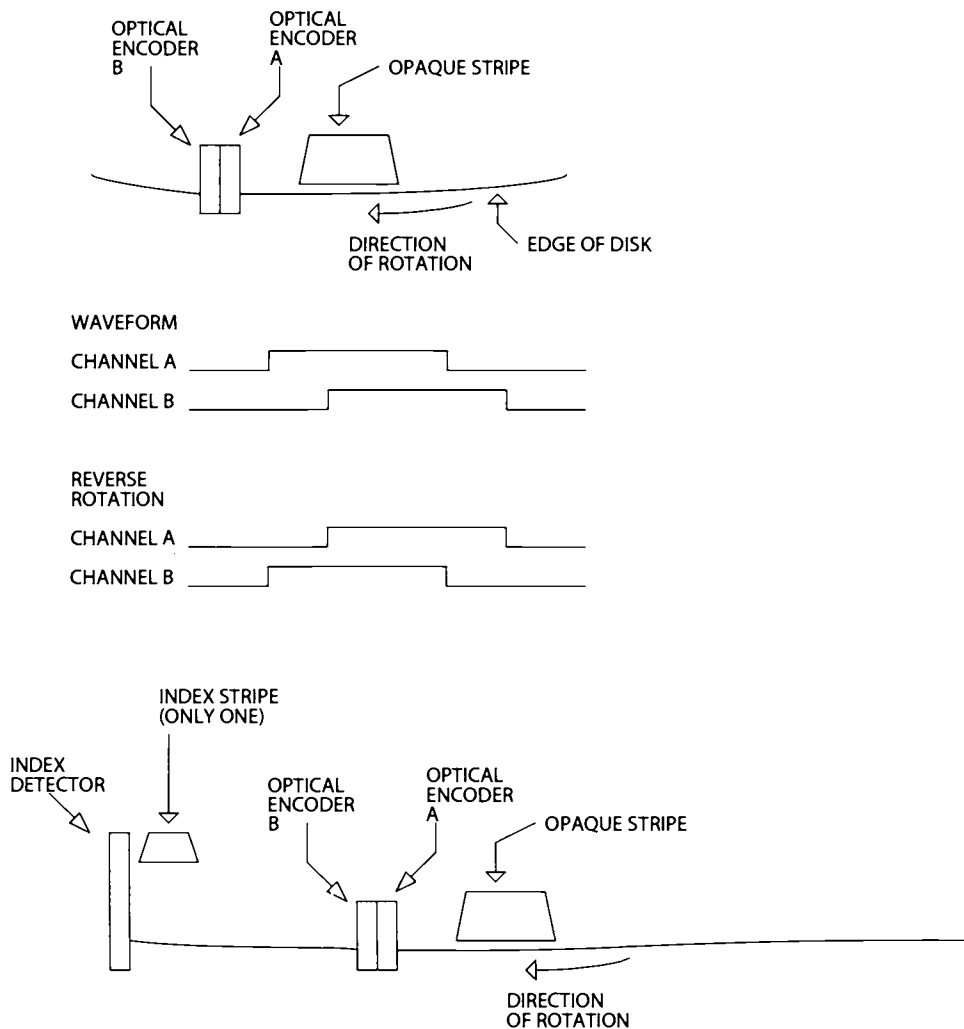 OPTICAL
ENCODER
B
OPTICAL
ENCODER
A
OPAQUE STRIPE
DIRECTION
OF ROTATION
EDGE OF DISK
WAVEFORM
CHANNEL A
CHANNEL B
REVERSE
ROTATION
CHANNEL A
CHANNEL B
INDEX STRIPE
(ONLY ONE)
INDEX
DETECTOR
OPTICAL
ENCODER
B
OPTICAL
ENCODER
A
OPAQUE STRIPE
DIRECTION
OF ROTATION